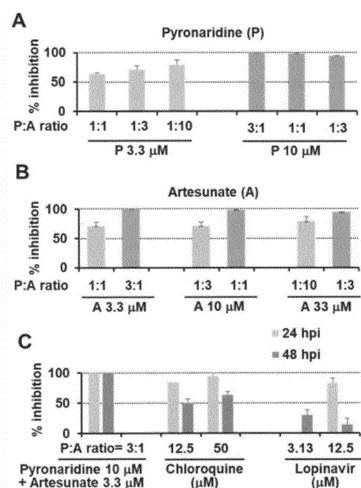 A
Pyronaridine (P)
% inhibition
100
50
0
P:A ratio 1:1 1:3 1:10 3:1 1:1 1:3
P 3.3 µM P 10 µM
B
Artesunate (A)
% inhibition
100
50
0
P:A ratio 1:1 3:1 1:3 1:1 1:10 1:3
A 3.3 µM A 10 µM A 33 µM
C
24 hpi
48 hpi
% inhibition
100
50
0
P:A ratio= 3:1 12.5 50 3.13 12.5
Pyronaridine 10 µM Chloroquine Lopinavir
+ Artesunate 3.3 µM (µM) (µM)